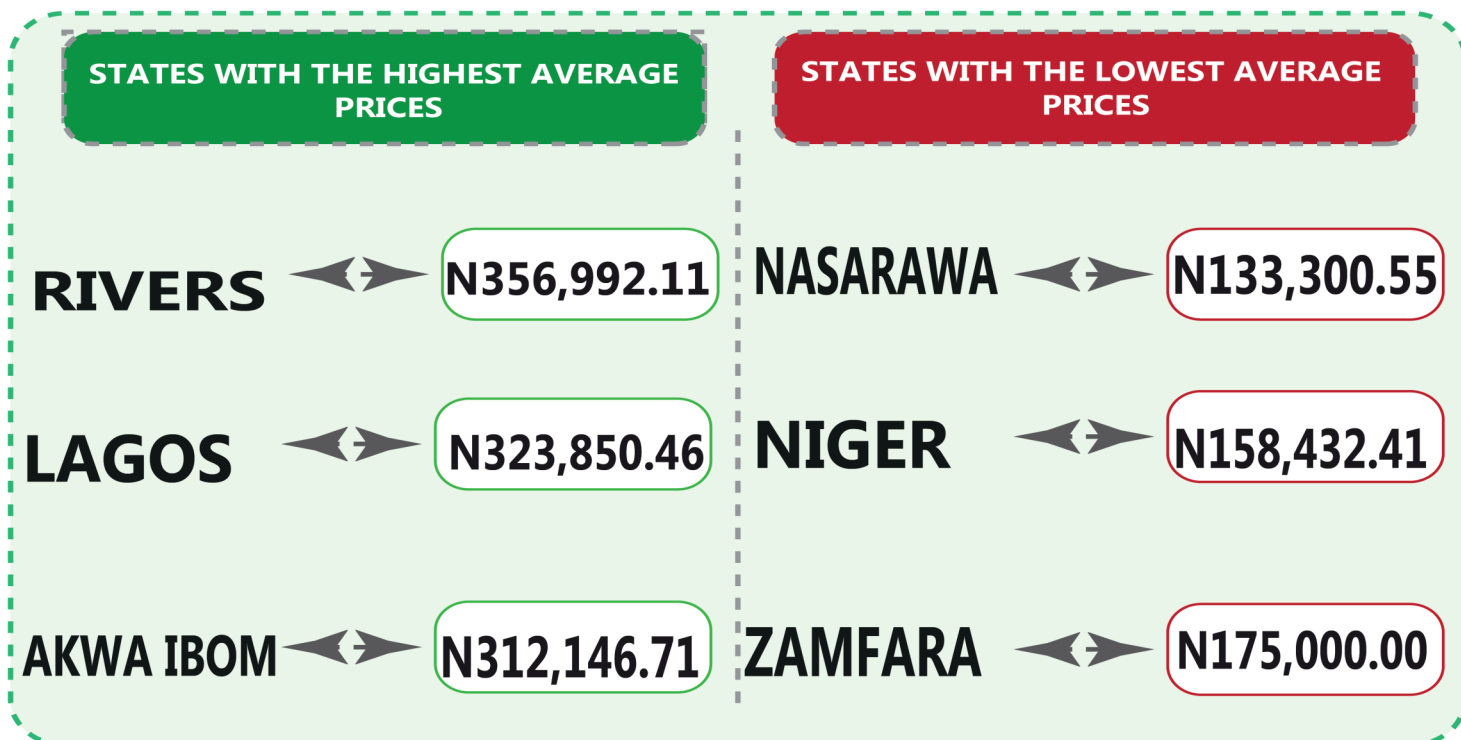 STATES WITH THE HIGHEST AVERAGE
PRICES
RIVERS N356,992.11
LAGOS N323,850.46
AKWA IBOM N312,146.71
STATES WITH THE LOWEST AVERAGE
PRICES
NASARAWA N133,300.55
NIGER N158,432.41
ZAMFARA N175,000.00